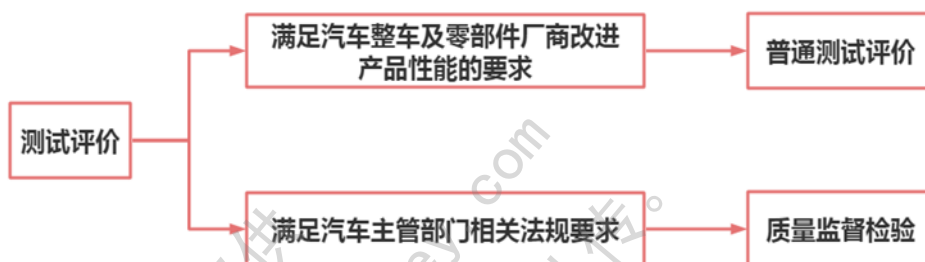 满足汽车整车及零部件厂商改进
产品性能的要求
普通测试评价
测试评价
满足汽车主管部门相关法规要求
质量监督检验
com